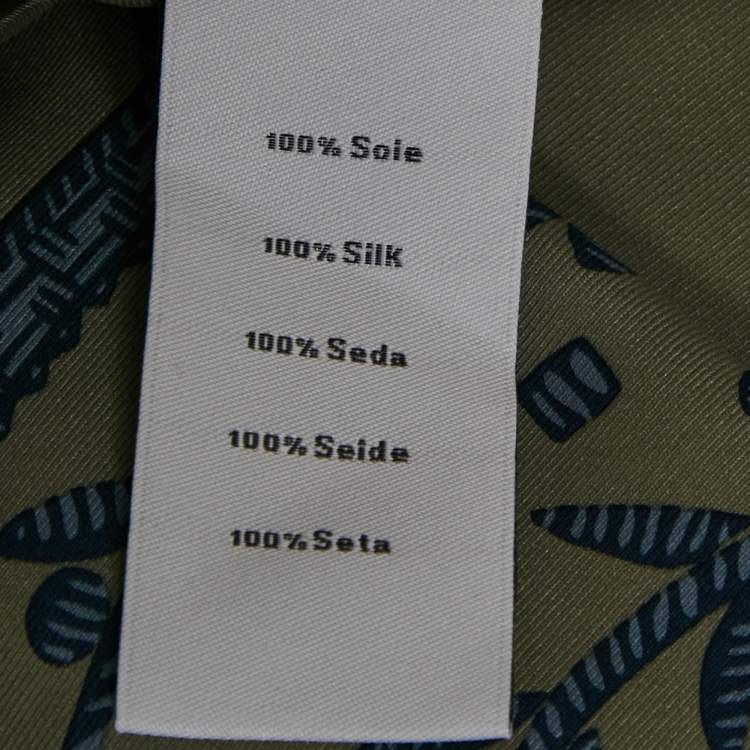 100% Soie
100% Silk
100% Seda
100% Seide
100% Seta